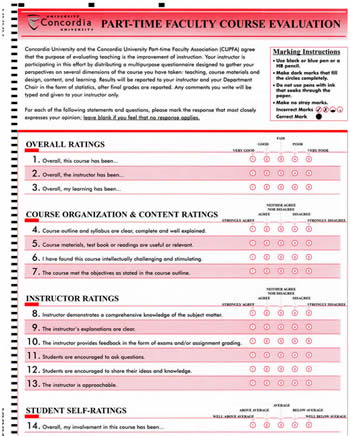 UNIVERSITY
Concordia
UNIVERSITY
PART-TIME FACULTY COURSE EVALUATION
Concordia University and the Concordia University Part-time Faculty Association (CUPFA) agree
that the purpose of evaluating teaching is the improvement of instruction. Your instructor is
participating in this effort by distributing a multipurpose questionnaire designed to gather your
perspectives on several dimensions of the course you have taken: teaching, course materials and
design, content, and learning. Results will be reported to your instructor and your Department
Chair in the form of statistics, after final grades are reported. Any comments you write will be
typed and given to your instructor only.
For each of the following statements and questions, please mark the response that most closely
expresses your opinion; leave blank if you feel that no response applies.
Marking Instructions
• Use black or blue pen or a
HB pencil.
• Make dark marks that fill
the circles completely.
• Do not use pens with ink
that soaks through the
paper.
• Make no stray marks.
Incorrect Marks
Correct Mark
OVERALL RATINGS
VERY GOOD GOOD FAIR POOR VERY POOR
1. Overall, this course has been...
2. Overall, the instructor has been...
3. Overall, my learning has been...
COURSE ORGANIZATION & CONTENT RATINGS
STRONGLY AGREE AGREE NEITHER AGREE NOR DISAGREE DISAGREE STRONGLY DISAGREE
4. Course outline and syllabus are clear, complete and well explained.
5. Course materials, text book or readings are useful or relevant.
6. I have found this course intellectually challenging and stimulating.
7. The course met the objectives as stated in the course outline.
INSTRUCTOR RATINGS
STRONGLY AGREE AGREE NEITHER AGREE NOR DISAGREE DISAGREE STRONGLY DISAGREE
8. Instructor demonstrates a comprehensive knowledge of the subject matter.
9. The instructor's explanations are clear.
10. The instructor provides feedback in the form of exams and/or assignment grading.
11. Students are encouraged to ask questions.
12. Students are encouraged to share their ideas and knowledge.
13. The instructor is approachable.
STUDENT SELF-RATINGS
WELL ABOVE AVERAGE ABOVE AVERAGE AVERAGE BELOW AVERAGE WELL BELOW AVERAGE
14. Overall, my involvement in this course has been...